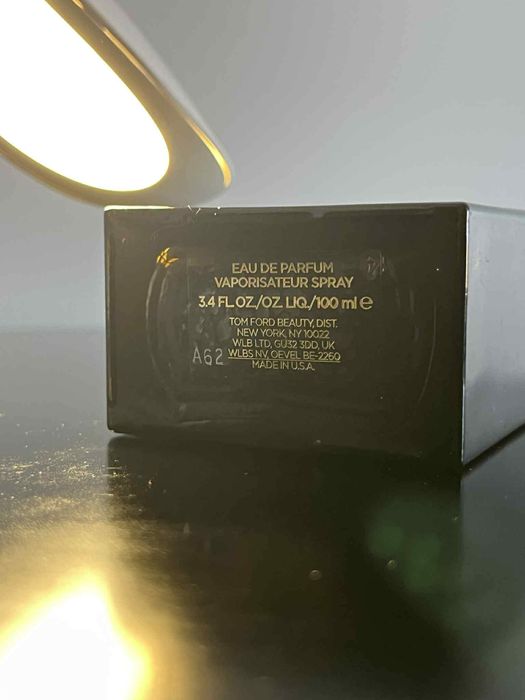 EAU DE PARFUM
VAPORISATEUR SPRAY
3.4 FL. OZ./OZ. LIQ./100 ml ℮
TOM FORD BEAUTY, DIST.
NEW YORK, NY 10022
WLB LTD, GU32 3DD, UK
WLBS NV, OEVEL BE-2260
MADE IN U.S.A.
A62